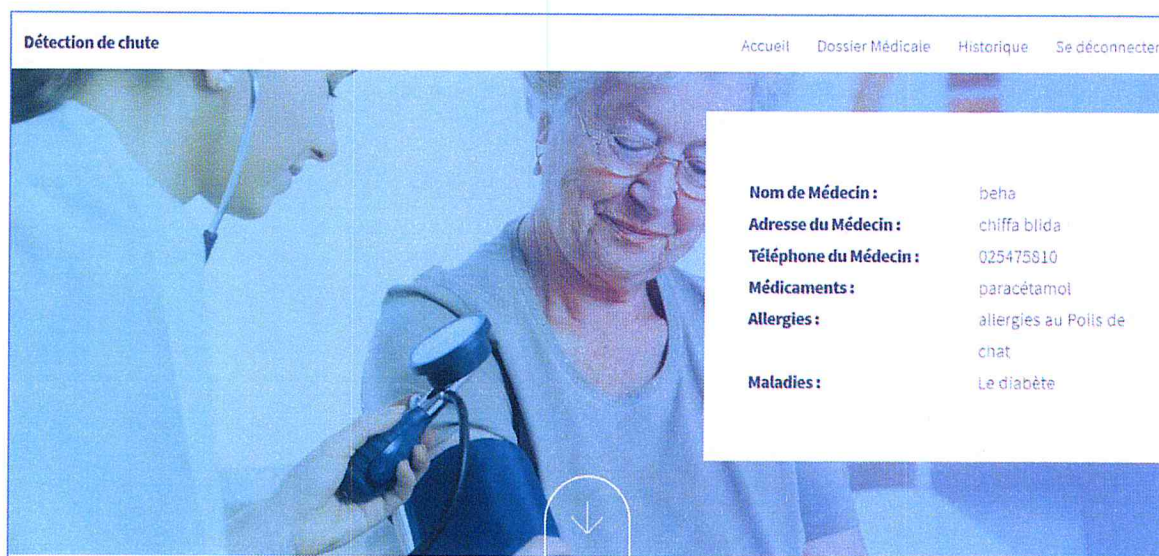 Détection de chute
Accueil Dossier Médicale Historique Se déconnecter
Nom de Médecin : beha
Adresse du Médecin : chiffa blida
Téléphone du Médecin : 025475810
Médicaments : paracétamol
Allergies : allergies au Poils de
chat
Maladies : Le diabète